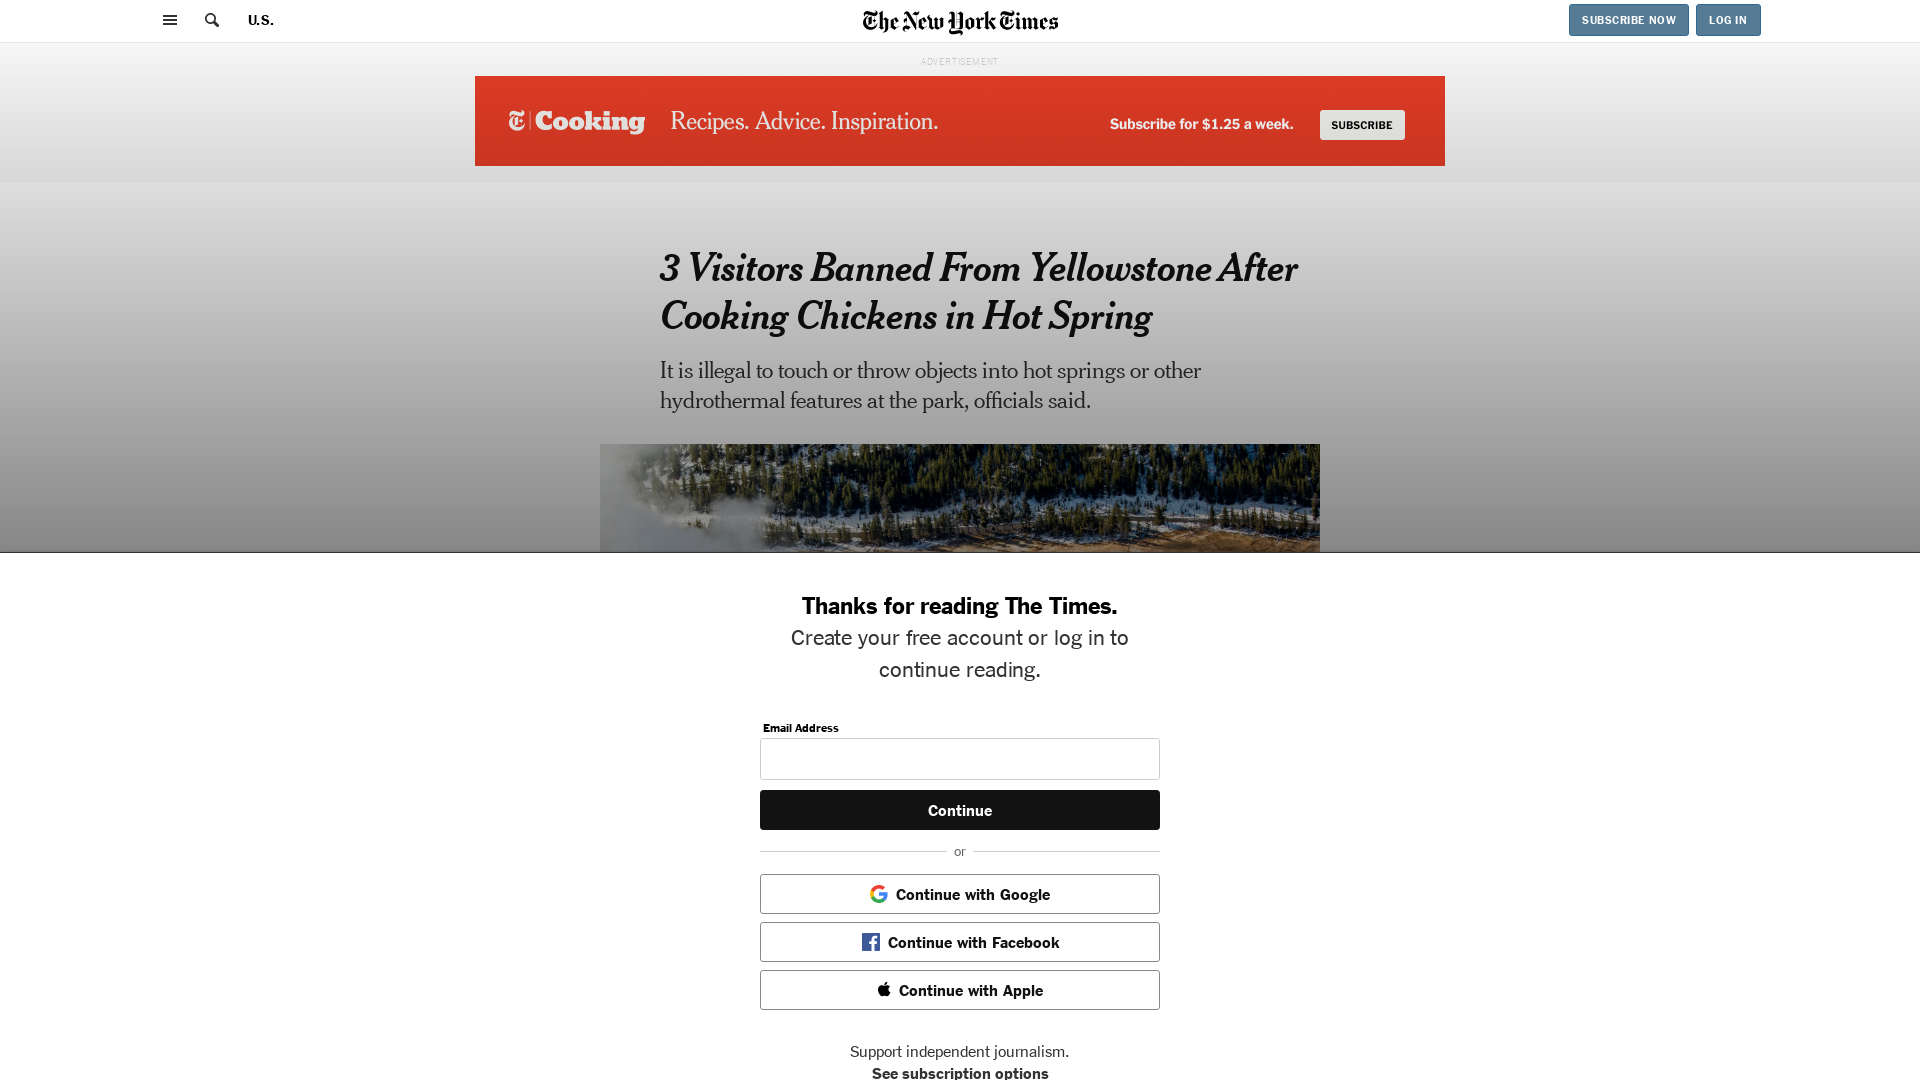 U.S.
The New York Times
SUBSCRIBE NOW
LOG IN
ADVERTISEMENT
T Cooking
Recipes. Advice. Inspiration.
Subscribe for $1.25 a week.
SUBSCRIBE
3 Visitors Banned From Yellowstone After
Cooking Chickens in Hot Spring
It is illegal to touch or throw objects into hot springs or other
hydrothermal features at the park, officials said.
Thanks for reading The Times.
Create your free account or log in to
continue reading.
Email Address
Continue
or
Continue with Google
Continue with Facebook
Continue with Apple
Support independent journalism.
See subscription options